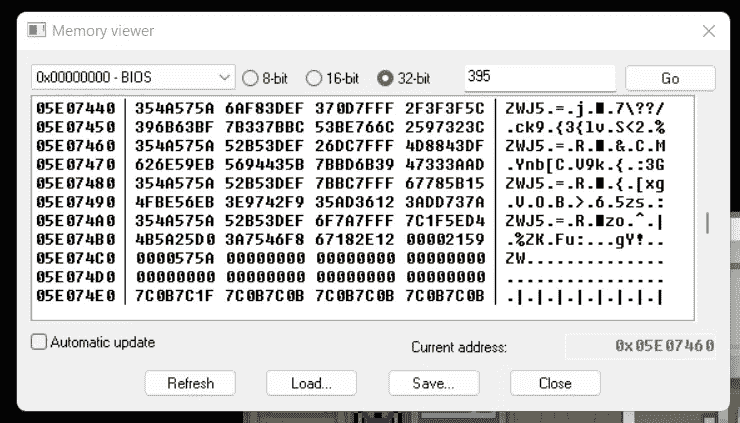 Memory viewer
0x00000000 - BIOS 8-bit 16-bit 32-bit 395 Go
05E07440 354A575A 6AF83DEF 370D7FFF 2F3F3F5C ZWJ5.=.j.█.7\??/
05E07450 396B63BF 7B337BBC 53BE766C 2597323C .ck9.{3{lv.S<2.%
05E07460 354A575A 52B53DEF 26DC7FFF 4D8843DF ZWJ5.=.R.█.&.C.M
05E07470 626E59EB 5694435B 7BBD6B39 47333AAD .Ynb[C.V9k.{.:3G
05E07480 354A575A 52B53DEF 7BBC7FFF 67785B15 ZWJ5.=.R.█.{.[xg
05E07490 4FBE56EB 3E9742F9 35AD3612 3ADD737A .V.O.B.>.6.5zs.:
05E074A0 354A575A 52B53DEF 6F7A7FFF 7C1F5ED4 ZWJ5.=.R.█zo.^.|
05E074B0 4B5A25D0 3A7546F8 67182E12 00002159 .%ZK.Fu:...gY!..
05E074C0 0000575A 00000000 00000000 00000000 ZW..............
05E074D0 00000000 00000000 00000000 00000000 ................
05E074E0 7C0B7C1F 7C0B7C0B 7C0B7C0B 7C0B7C0B .|.|.|.|.|.|.|.|
Automatic update Current address: 0x05E07460
Refresh Load... Save... Close